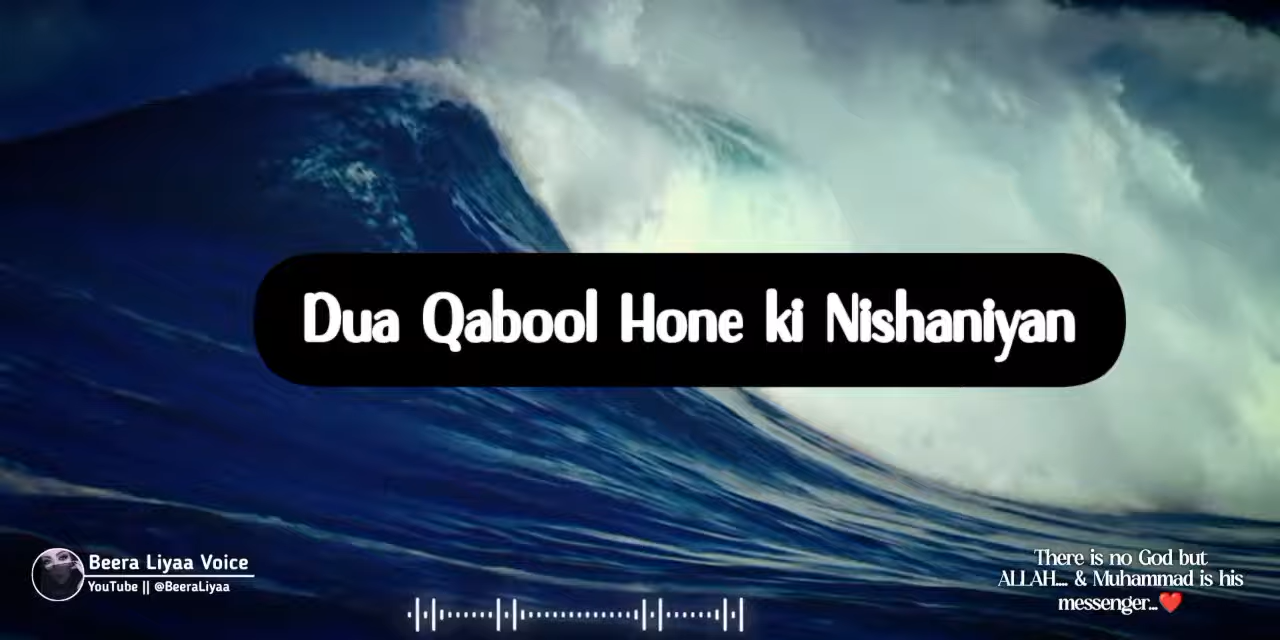 Dua Qabool Hone ki Nishaniyan
Beera Liyaa Voice
YouTube || @BeeraLiyaa
There is no God but
ALLAH.... & Muhammad is his
messenger...❤️